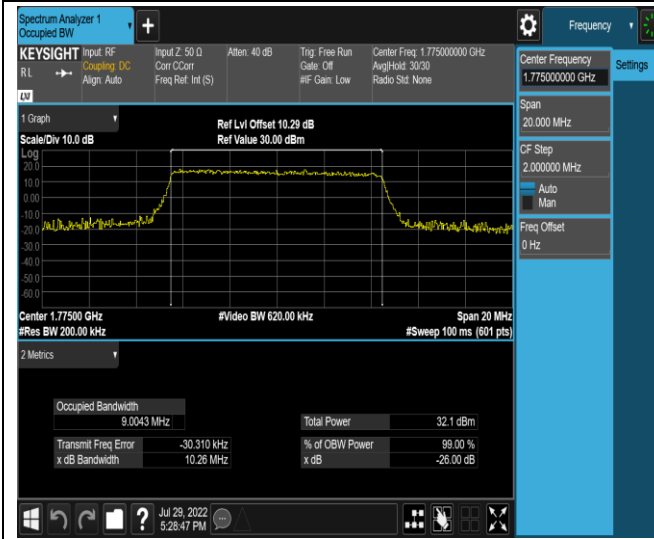 Spectrum Analyzer 1
Occupied BW
Frequency
KEYSIGHT
RL
LXI
Input: RF
Coupling: DC
Align: Auto
Input Z: 50 Ω
Corr CCorr
Freq Ref: Int (S)
Atten: 40 dB
Trig: Free Run
Gate: Off
#IF Gain: Low
Center Freq: 1.775000000 GHz
Avg|Hold: 30/30
Radio Std: None
Center Frequency
1.775000000 GHz
Settings
Span
20.000 MHz
CF Step
2.000000 MHz
Auto
Man
Freq Offset
0 Hz
1 Graph
Scale/Div 10.0 dB
Ref Lvl Offset 10.29 dB
Ref Value 30.00 dBm
Log
20.0
10.0
0.00
-10.0
-20.0
-30.0
-40.0
-50.0
-60.0
Center 1.77500 GHz
#Video BW 620.00 kHz
Span 20 MHz
#Res BW 200.00 kHz
#Sweep 100 ms (601 pts)
2 Metrics
Occupied Bandwidth
9.0043 MHz
Total Power 32.1 dBm
Transmit Freq Error -30.310 kHz
% of OBW Power 99.00 %
x dB Bandwidth 10.26 MHz
x dB -26.00 dB
?
Jul 29, 2022
5:28:47 PM